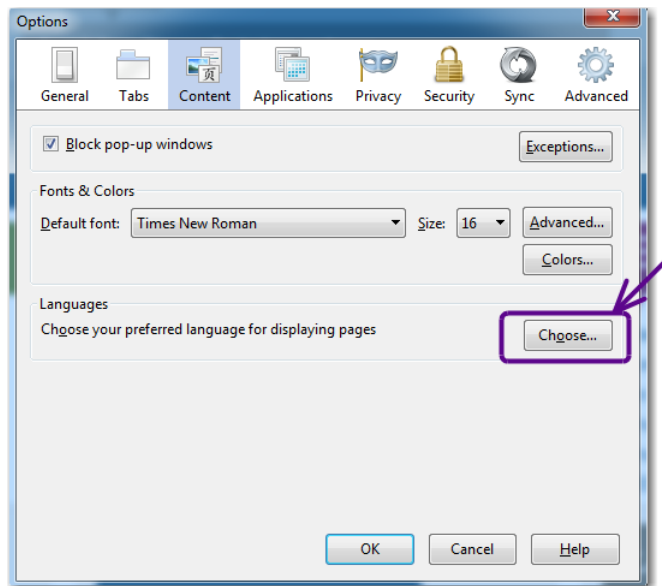 Options
General Tabs Content Applications Privacy Security Sync Advanced
Block pop-up windows Exceptions...
Fonts & Colors
Default font: Times New Roman Size: 16 Advanced...
Colors...
Languages
Choose your preferred language for displaying pages Choose...
OK Cancel Help